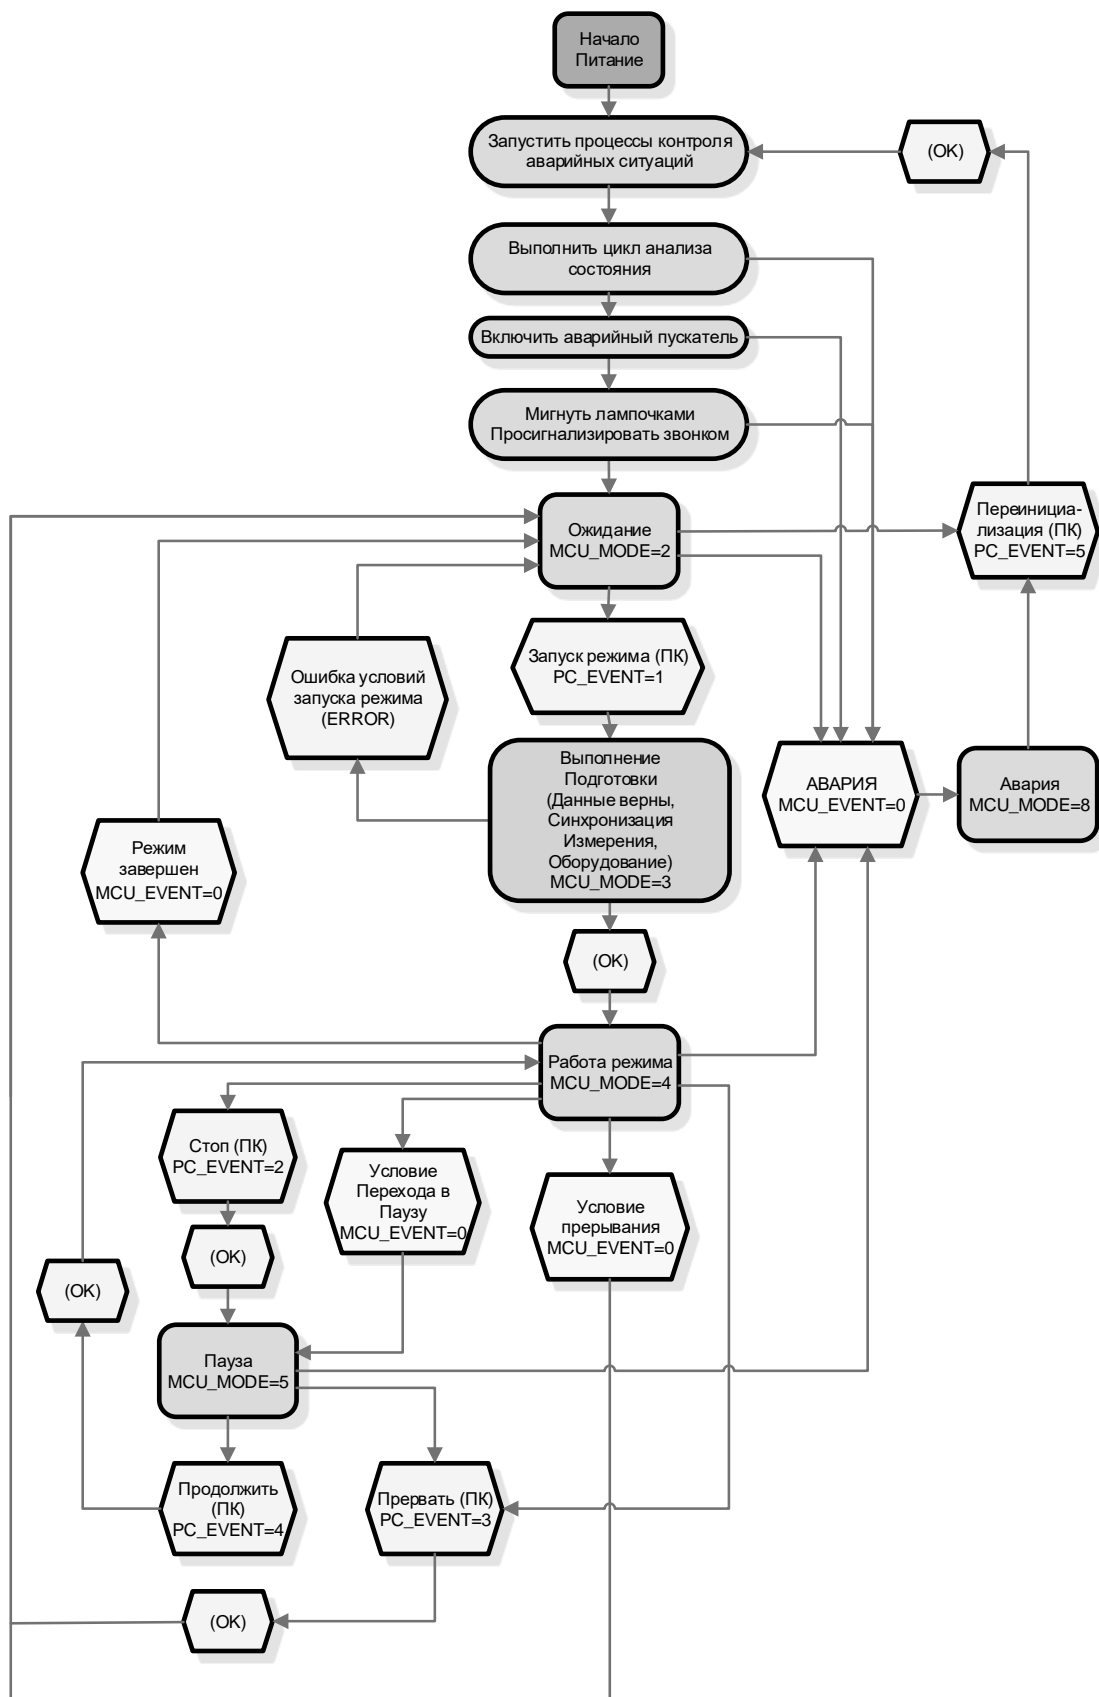 Начало
Питание
Запустить процессы контроля
аварийных ситуаций
(OK)
Выполнить цикл анализа
состояния
Включить аварийный пускатель
Мигнуть лампочками
Просигнализировать звонком
Ожидание
MCU_MODE=2
Переинициа-
лизация (ПК)
PC_EVENT=5
Запуск режима (ПК)
PC_EVENT=1
Ошибка условий
запуска режима
(ERROR)
Выполнение
Подготовки
(Данные верны,
Синхронизация
Измерения,
Оборудование)
MCU_MODE=3
АВАРИЯ
MCU_EVENT=0
Авария
MCU_MODE=8
Режим
завершен
MCU_EVENT=0
(OK)
Работа режима
MCU_MODE=4
Стоп (ПК)
PC_EVENT=2
Условие
Перехода в
Паузу
MCU_EVENT=0
Условие
прерывания
MCU_EVENT=0
(OK)
(OK)
Пауза
MCU_MODE=5
Продолжить
(ПК)
PC_EVENT=4
Прервать (ПК)
PC_EVENT=3
(OK)